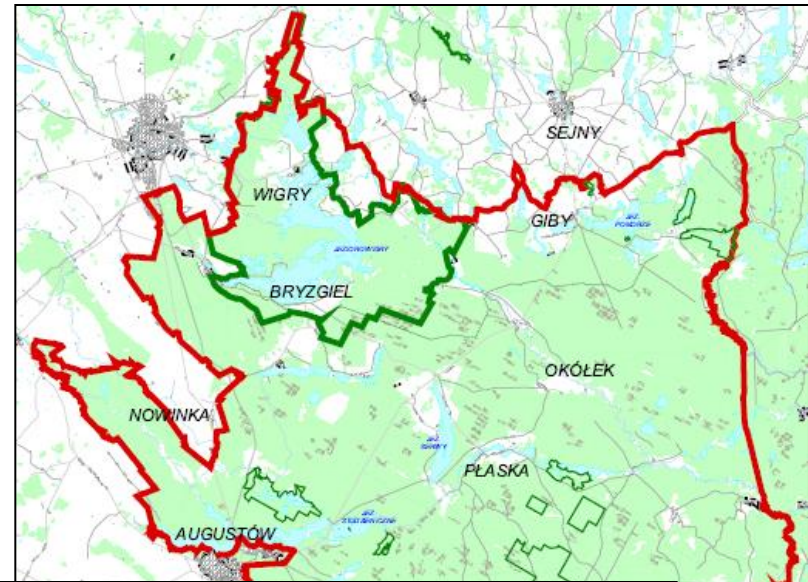 SEJNY
WIGRY
GIBY
BRYZGIEL
OKÓŁEK
NOWINKA
PŁASKA
AUGUSTÓW